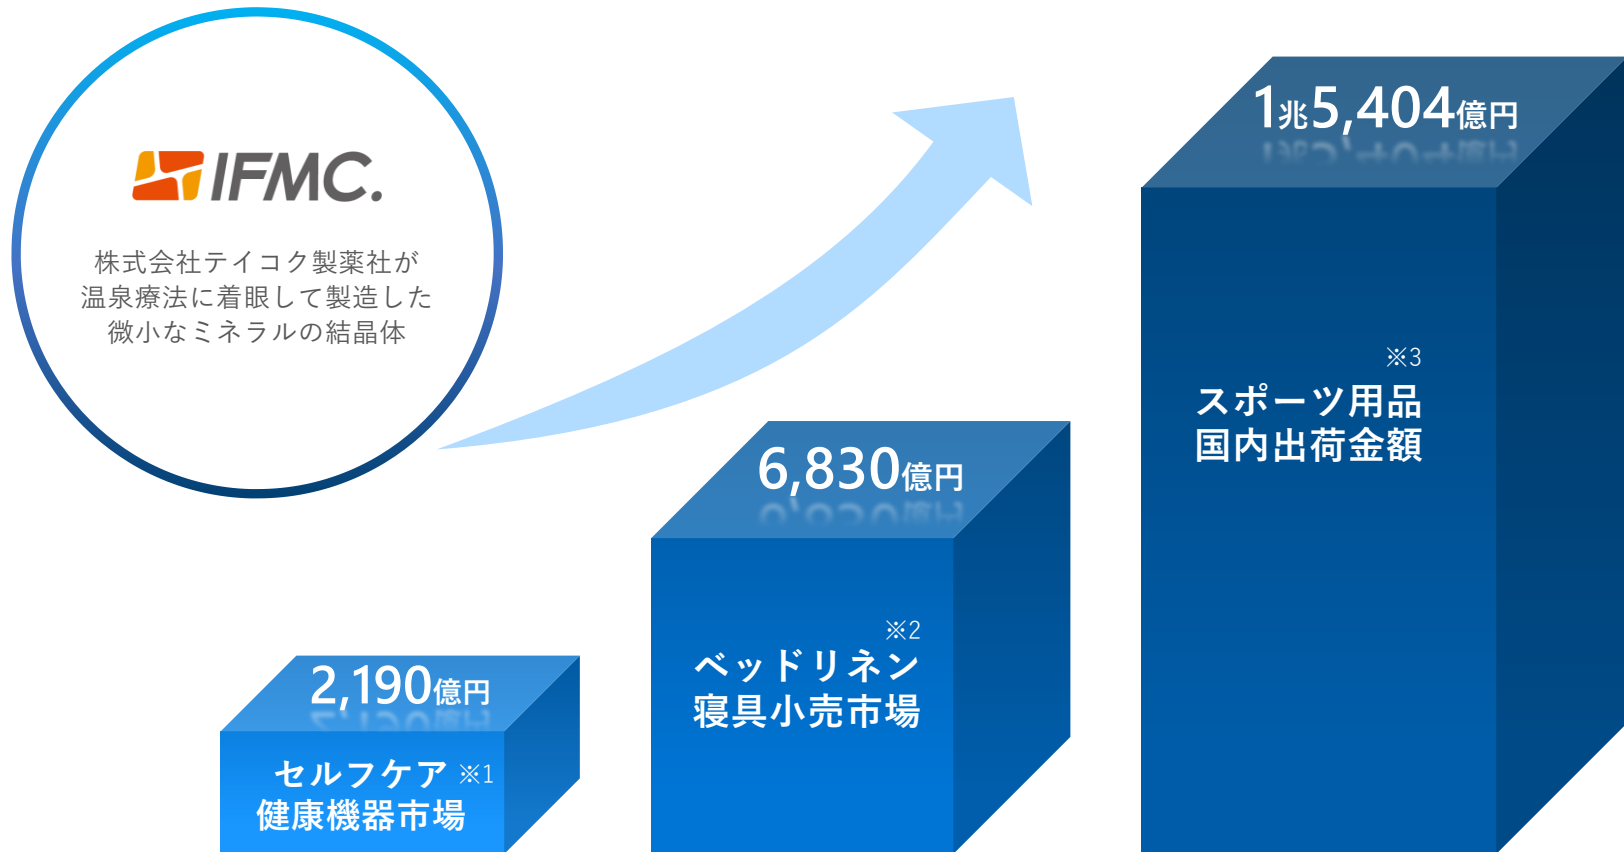 IFMC.
株式会社テイコク製薬社が
温泉療法に着眼して製造した
微小なミネラルの結晶体
2,190億円
セルフケア ※1
健康機器市場
6,830億円
※2
ベッドリネン
寝具小売市場
1兆5,404億円
※3
スポーツ用品
国内出荷金額